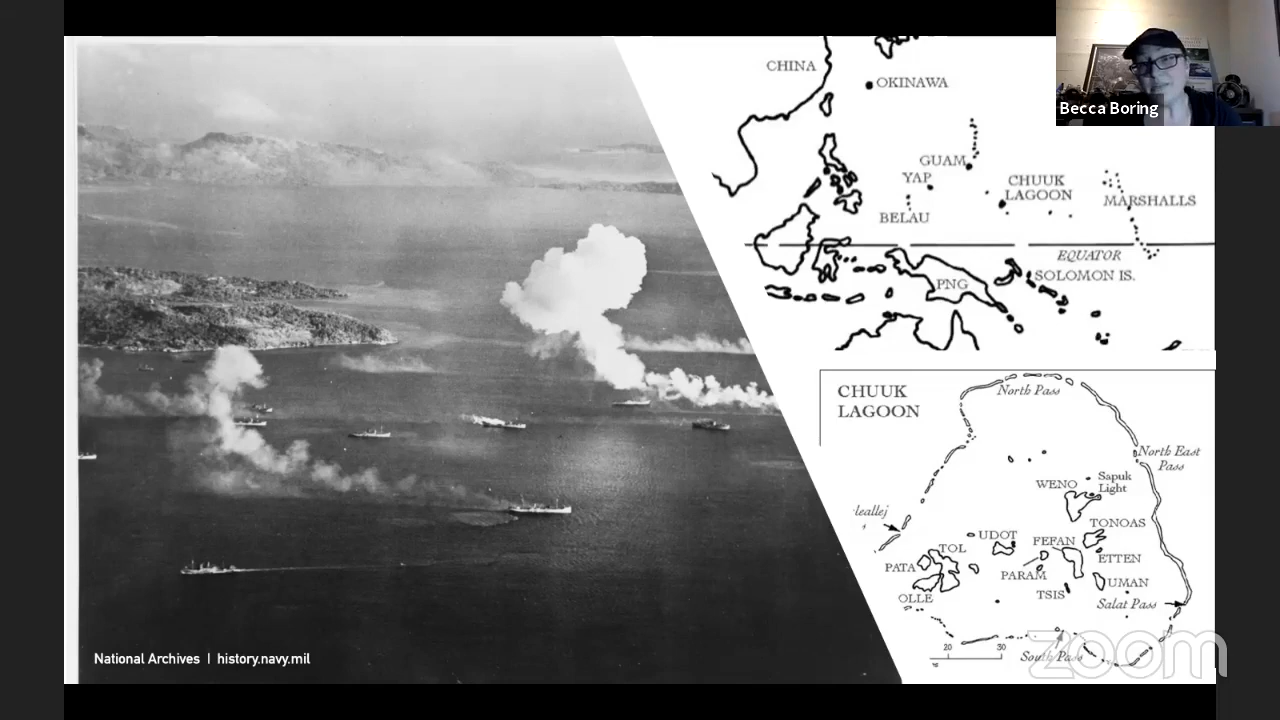 Becca Boring
CHINA
OKINAWA
GUAM
YAP
CHUUK
LAGOON
MARSHALLS
BELAU
EQUATOR
SOLOMON IS.
PNG
CHUUK
LAGOON
North Pass
North East
Pass
WENO
Sapuk
Light
TONOAS
UDOT
FEFAN
TOL
ETTEN
PATA
PARAM
UMAN
TSIS
OLLE
Salat Pass
20
30
South Pass
National Archives | history.navy.mil
zoom